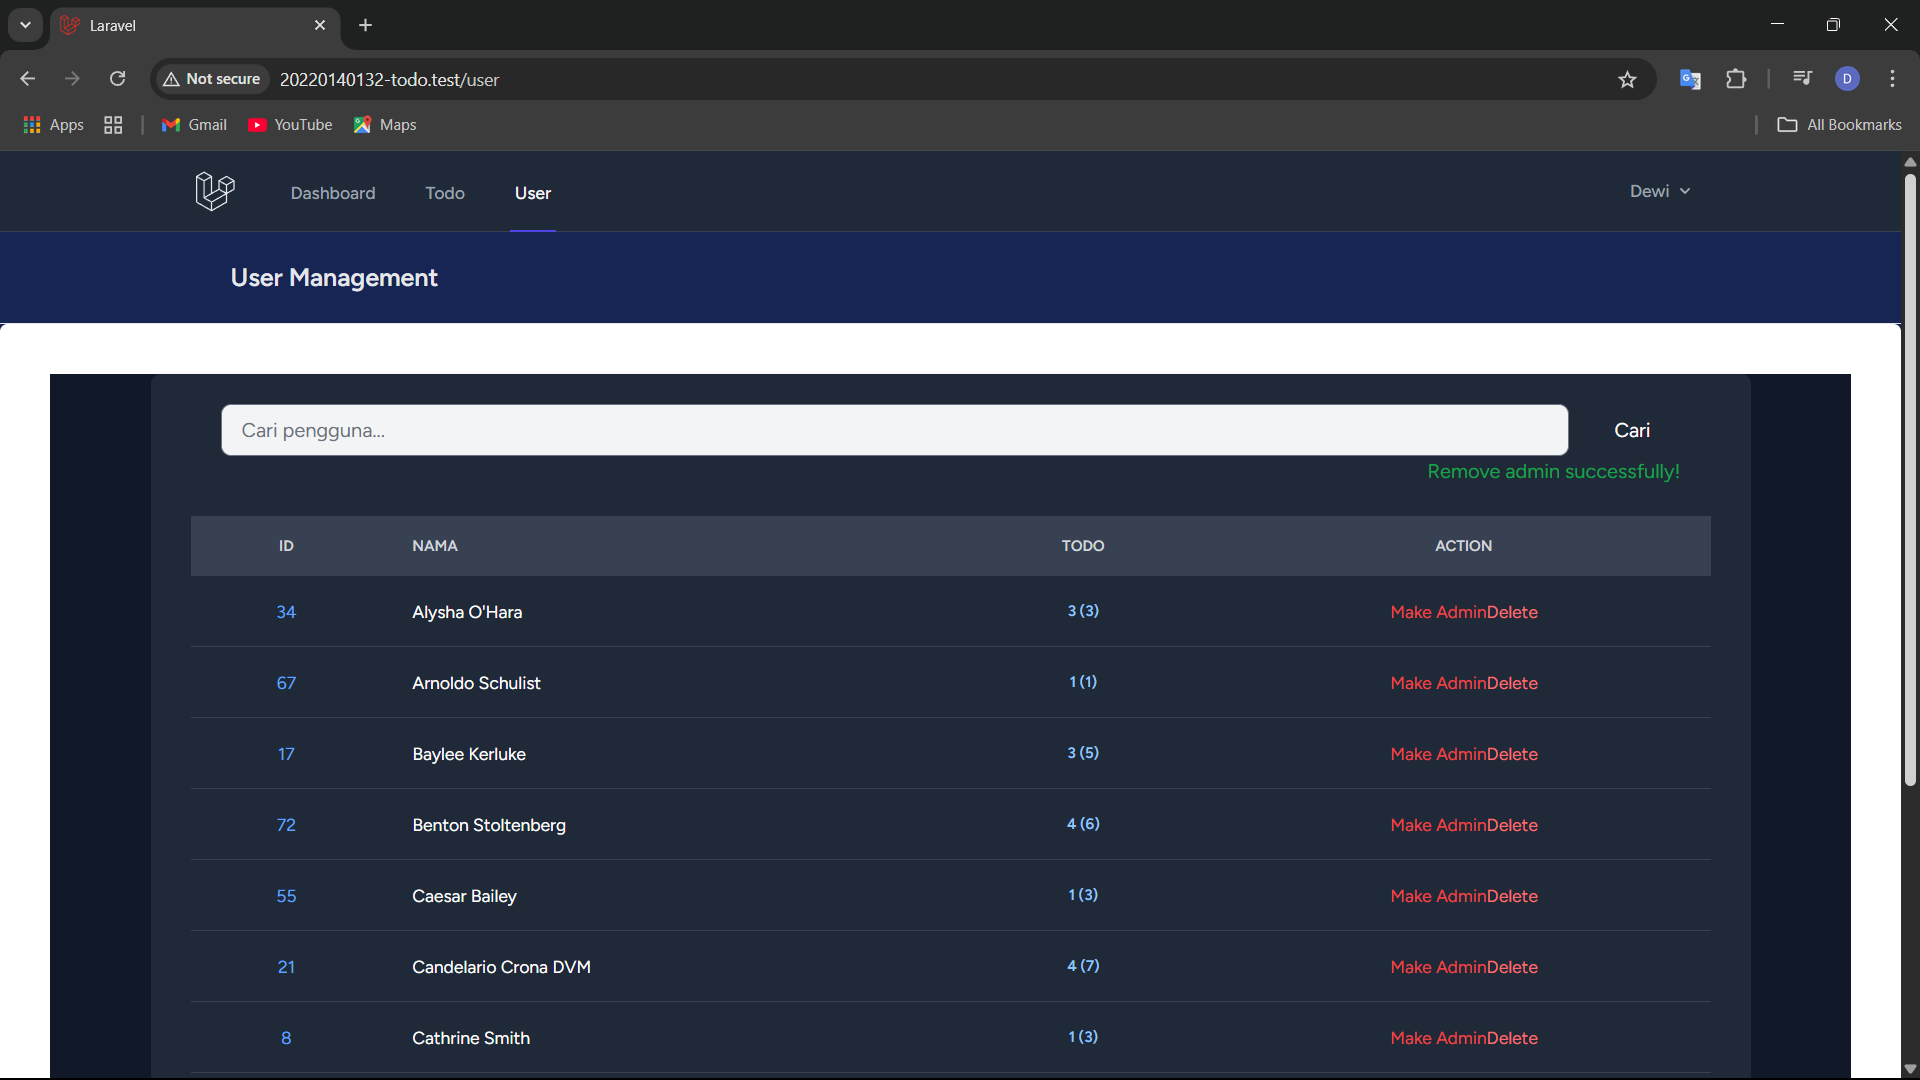 Laravel
Not secure 20220140132-todo.test/user
Apps Gmail YouTube Maps All Bookmarks
Dashboard Todo User Dewi
User Management
Cari pengguna... Cari
Remove admin successfully!
ID NAMA TODO ACTION
34 Alysha O'Hara 3 (3) Make AdminDelete
67 Arnoldo Schulist 1 (1) Make AdminDelete
17 Baylee Kerluke 3 (5) Make AdminDelete
72 Benton Stoltenberg 4 (6) Make AdminDelete
55 Caesar Bailey 1 (3) Make AdminDelete
21 Candelario Crona DVM 4 (7) Make AdminDelete
8 Cathrine Smith 1 (3) Make AdminDelete